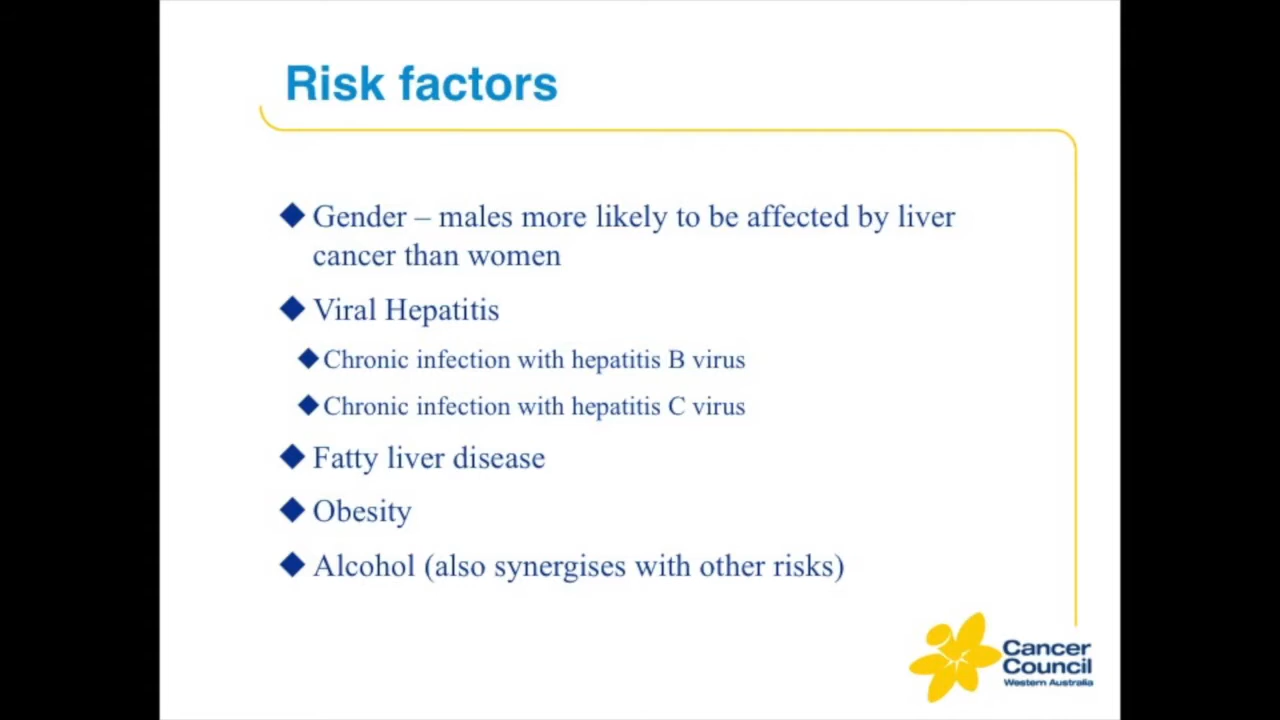 Risk factors
◆ Gender – males more likely to be affected by liver
cancer than women
◆ Viral Hepatitis
◆ Chronic infection with hepatitis B virus
◆ Chronic infection with hepatitis C virus
◆ Fatty liver disease
◆ Obesity
◆ Alcohol (also synergises with other risks)
Cancer
Council
Western Australia